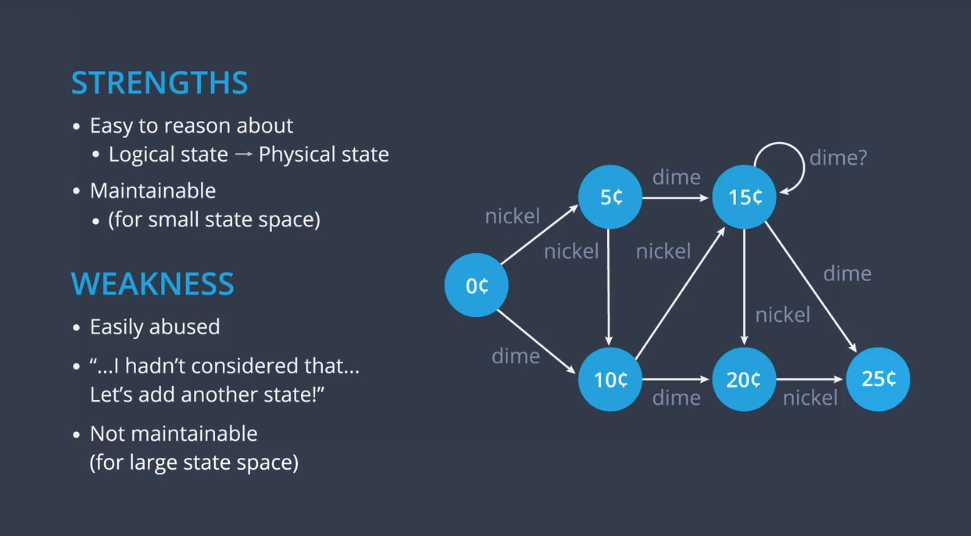 STRENGTHS
• Easy to reason about
• Logical state → Physical state
• Maintainable
• (for small state space)
WEAKNESS
• Easily abused
• “...I hadn’t considered that...
Let’s add another state!”
• Not maintainable
(for large state space)
dime?
dime
5¢
15¢
nickel
nickel
nickel
dime
0¢
nickel
dime
10¢
20¢
25¢
dime
nickel